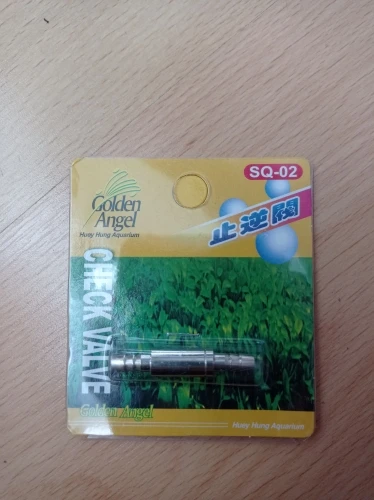 SQ-02
Golden
Angel
Huey Hung Aquarium
止逆閥
CHECK VALVE
Golden Angel
Huey Hung Aquarium